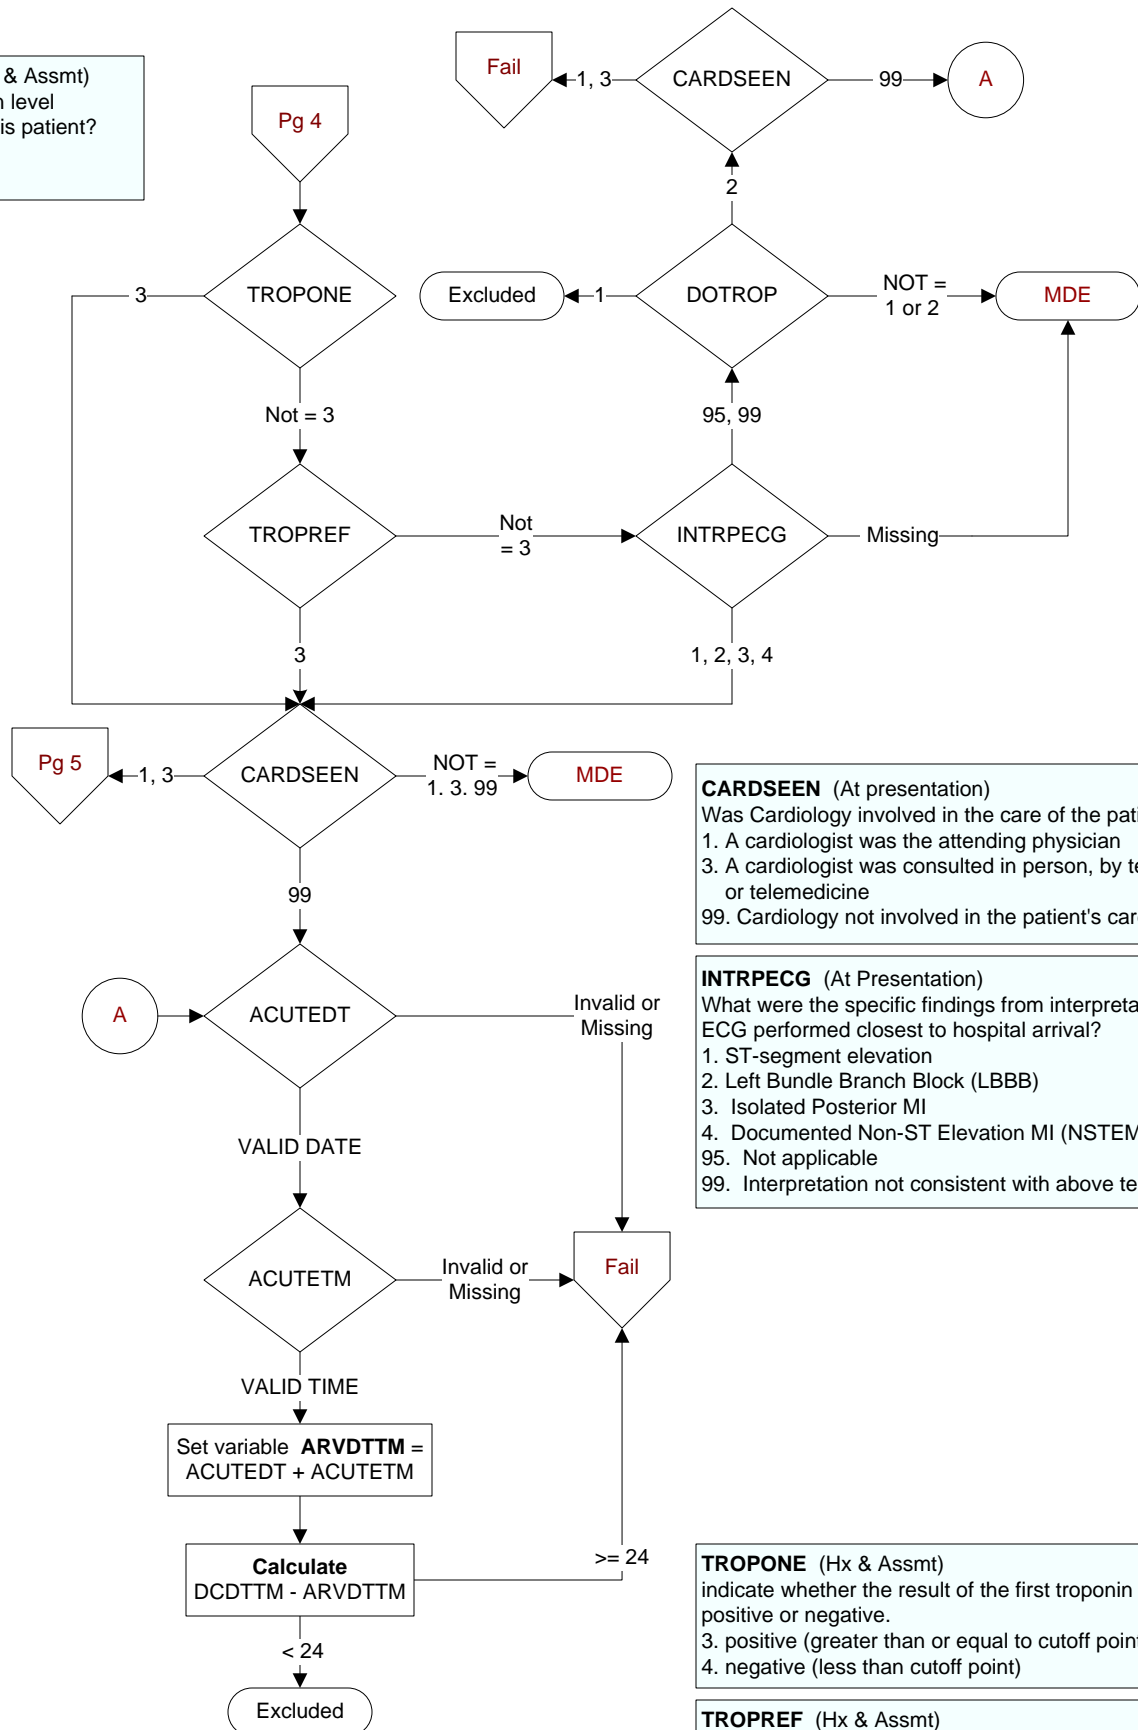 & Assmt)
level
is patient?
Pg 4
Fail
1, 3
CARDSEEN
99
A
2
3
TROPONE
Excluded
1
DOTROP
NOT =
1 or 2
MDE
Not = 3
95, 99
TROPREF
Not
= 3
INTRPECG
Missing
3
1, 2, 3, 4
Pg 5
1, 3
CARDSEEN
NOT =
1. 3. 99
MDE
99
CARDSEEN (At presentation)
Was Cardiology involved in the care of the
1. A cardiologist was the attending physician
3. A cardiologist was consulted in person, by
or telemedicine
99. Cardiology not involved in the patient's
A
ACUTEDT
Invalid or
Missing
INTRPECG (At Presentation)
What were the specific findings from
ECG performed closest to hospital arrival?
1. ST-segment elevation
2. Left Bundle Branch Block (LBBB)
3. Isolated Posterior MI
4. Documented Non-ST Elevation MI
95. Not applicable
99. Interpretation not consistent with above
VALID DATE
ACUTETM
Invalid or
Missing
Fail
VALID TIME
Set variable ARVDTTM =
ACUTEDT + ACUTETM
Calculate
DCDTTM - ARVDTTM
>= 24
< 24
Excluded
TROPONE (Hx & Assmt)
indicate whether the result of the first troponin
positive or negative.
3. positive (greater than or equal to cutoff
4. negative (less than cutoff point)
TROPREF (Hx & Assmt)